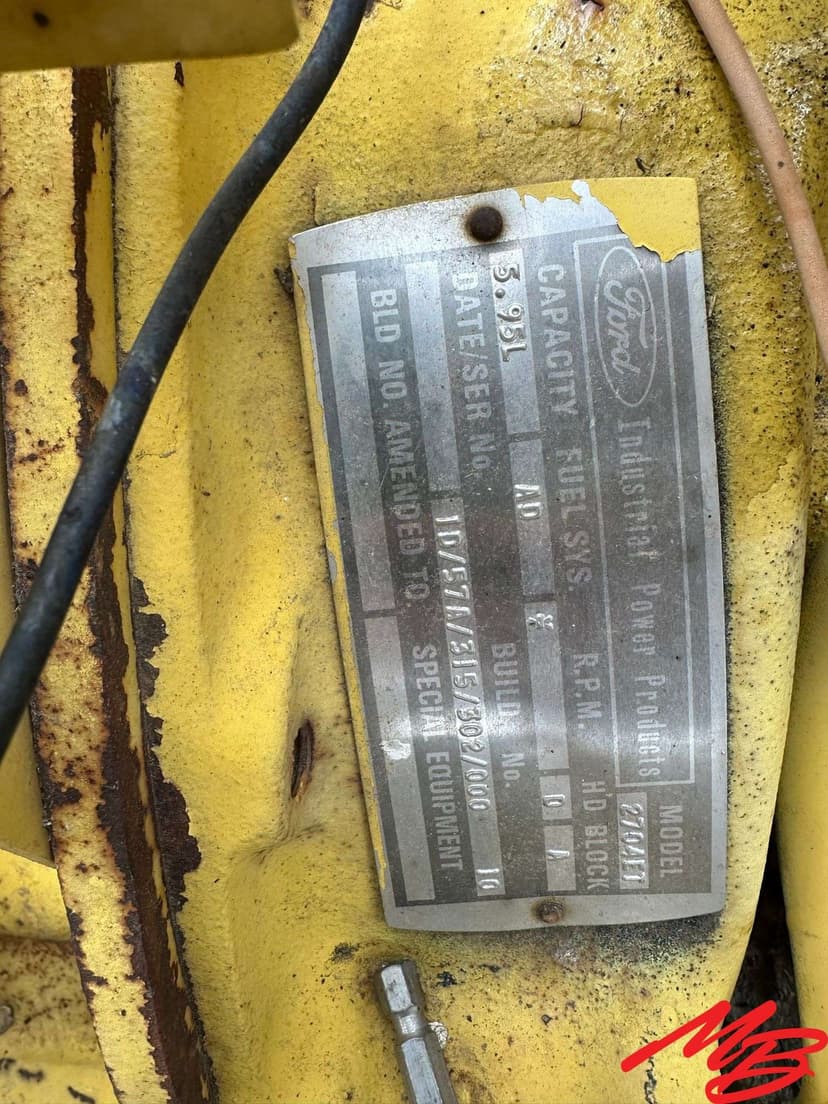 Ford Industrial Power Products MODEL
2704ET
CAPACITY FUEL SYS. R.P.M. HD BLOCK
5.95L AD * D A
DATE/SER No. BUILD No.
1D/57A/315/302/000 10
BLD NO. AMENDED TO. SPECIAL EQUIPMENT
MB